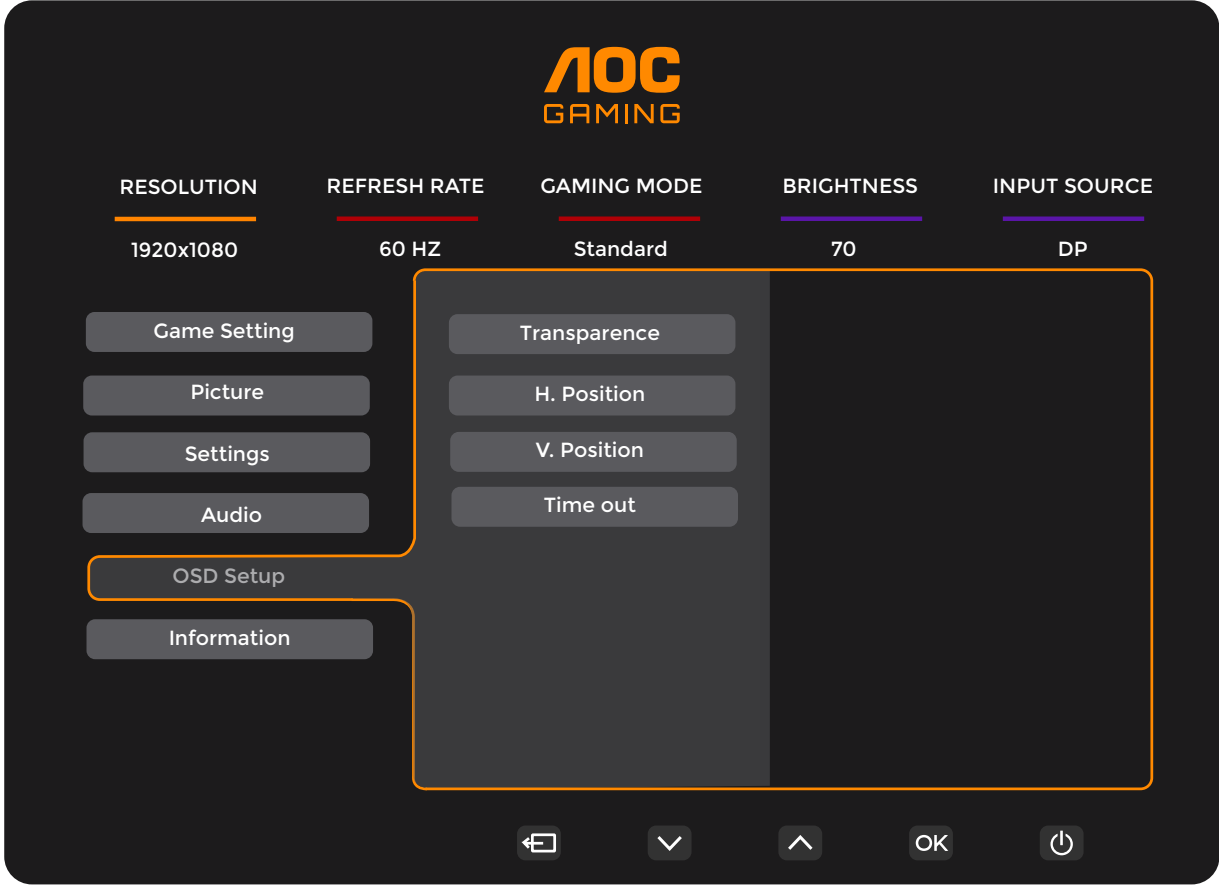 AOC
GAMING
RESOLUTION REFRESH RATE GAMING MODE BRIGHTNESS INPUT SOURCE
1920x1080 60 HZ Standard 70 DP
Game Setting
Transparence
Picture
H. Position
Settings
V. Position
Audio
Time out
OSD Setup
Information
OK